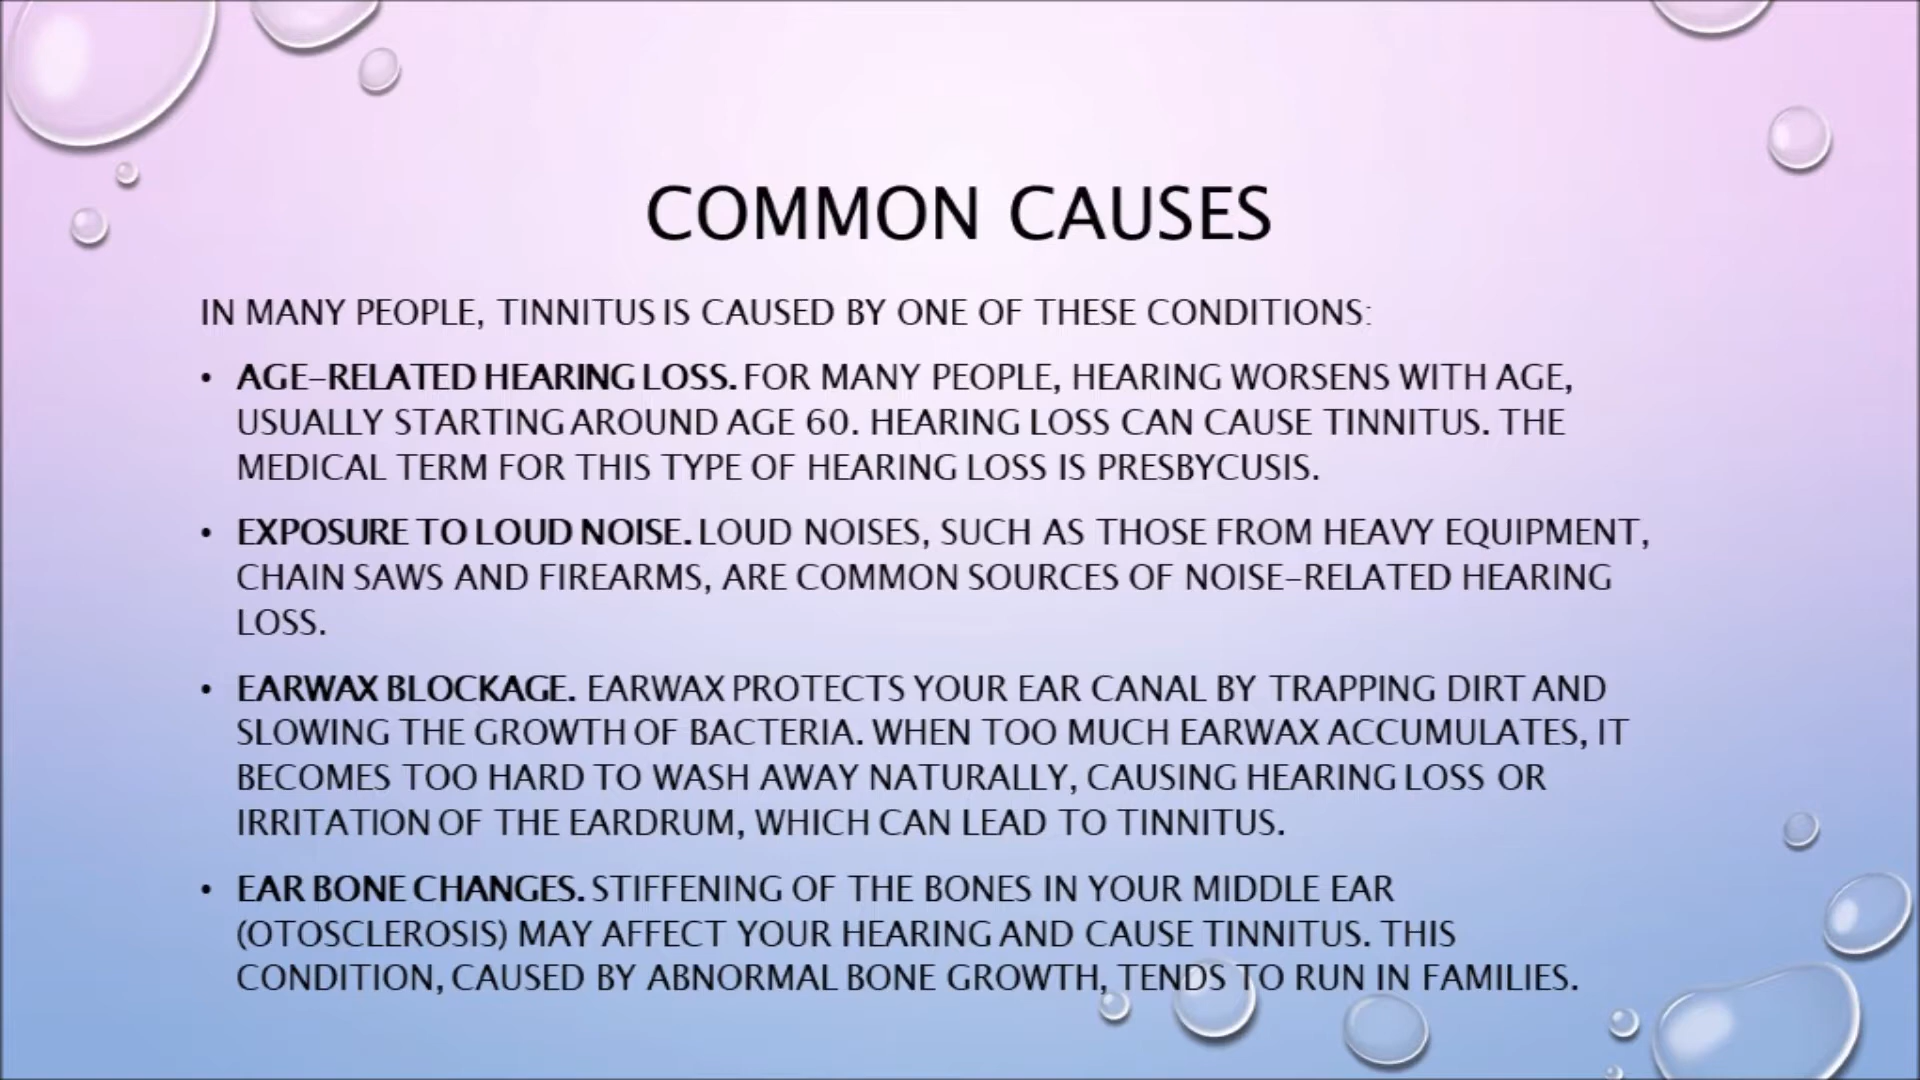 COMMON CAUSES
IN MANY PEOPLE, TINNITUS IS CAUSED BY ONE OF THESE CONDITIONS:
• AGE-RELATED HEARING LOSS. FOR MANY PEOPLE, HEARING WORSENS WITH AGE,
USUALLY STARTING AROUND AGE 60. HEARING LOSS CAN CAUSE TINNITUS. THE
MEDICAL TERM FOR THIS TYPE OF HEARING LOSS IS PRESBYCUSIS.
• EXPOSURE TO LOUD NOISE. LOUD NOISES, SUCH AS THOSE FROM HEAVY EQUIPMENT,
CHAIN SAWS AND FIREARMS, ARE COMMON SOURCES OF NOISE-RELATED HEARING
LOSS.
• EARWAX BLOCKAGE. EARWAX PROTECTS YOUR EAR CANAL BY TRAPPING DIRT AND
SLOWING THE GROWTH OF BACTERIA. WHEN TOO MUCH EARWAX ACCUMULATES, IT
BECOMES TOO HARD TO WASH AWAY NATURALLY, CAUSING HEARING LOSS OR
IRRITATION OF THE EARDRUM, WHICH CAN LEAD TO TINNITUS.
• EAR BONE CHANGES. STIFFENING OF THE BONES IN YOUR MIDDLE EAR
(OTOSCLEROSIS) MAY AFFECT YOUR HEARING AND CAUSE TINNITUS. THIS
CONDITION, CAUSED BY ABNORMAL BONE GROWTH, TENDS TO RUN IN FAMILIES.